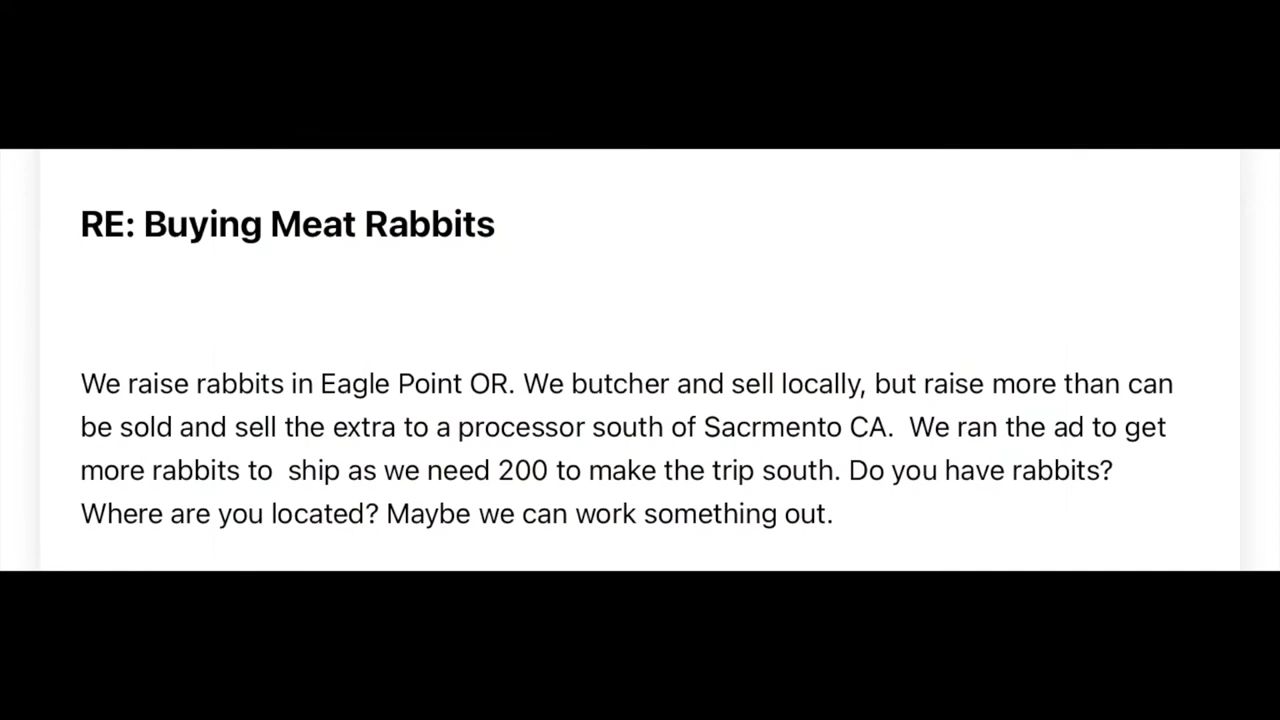 RE: Buying Meat Rabbits
We raise rabbits in Eagle Point OR. We butcher and sell locally, but raise more than can
be sold and sell the extra to a processor south of Sacrmento CA.  We ran the ad to get
more rabbits to  ship as we need 200 to make the trip south. Do you have rabbits?
Where are you located? Maybe we can work something out.